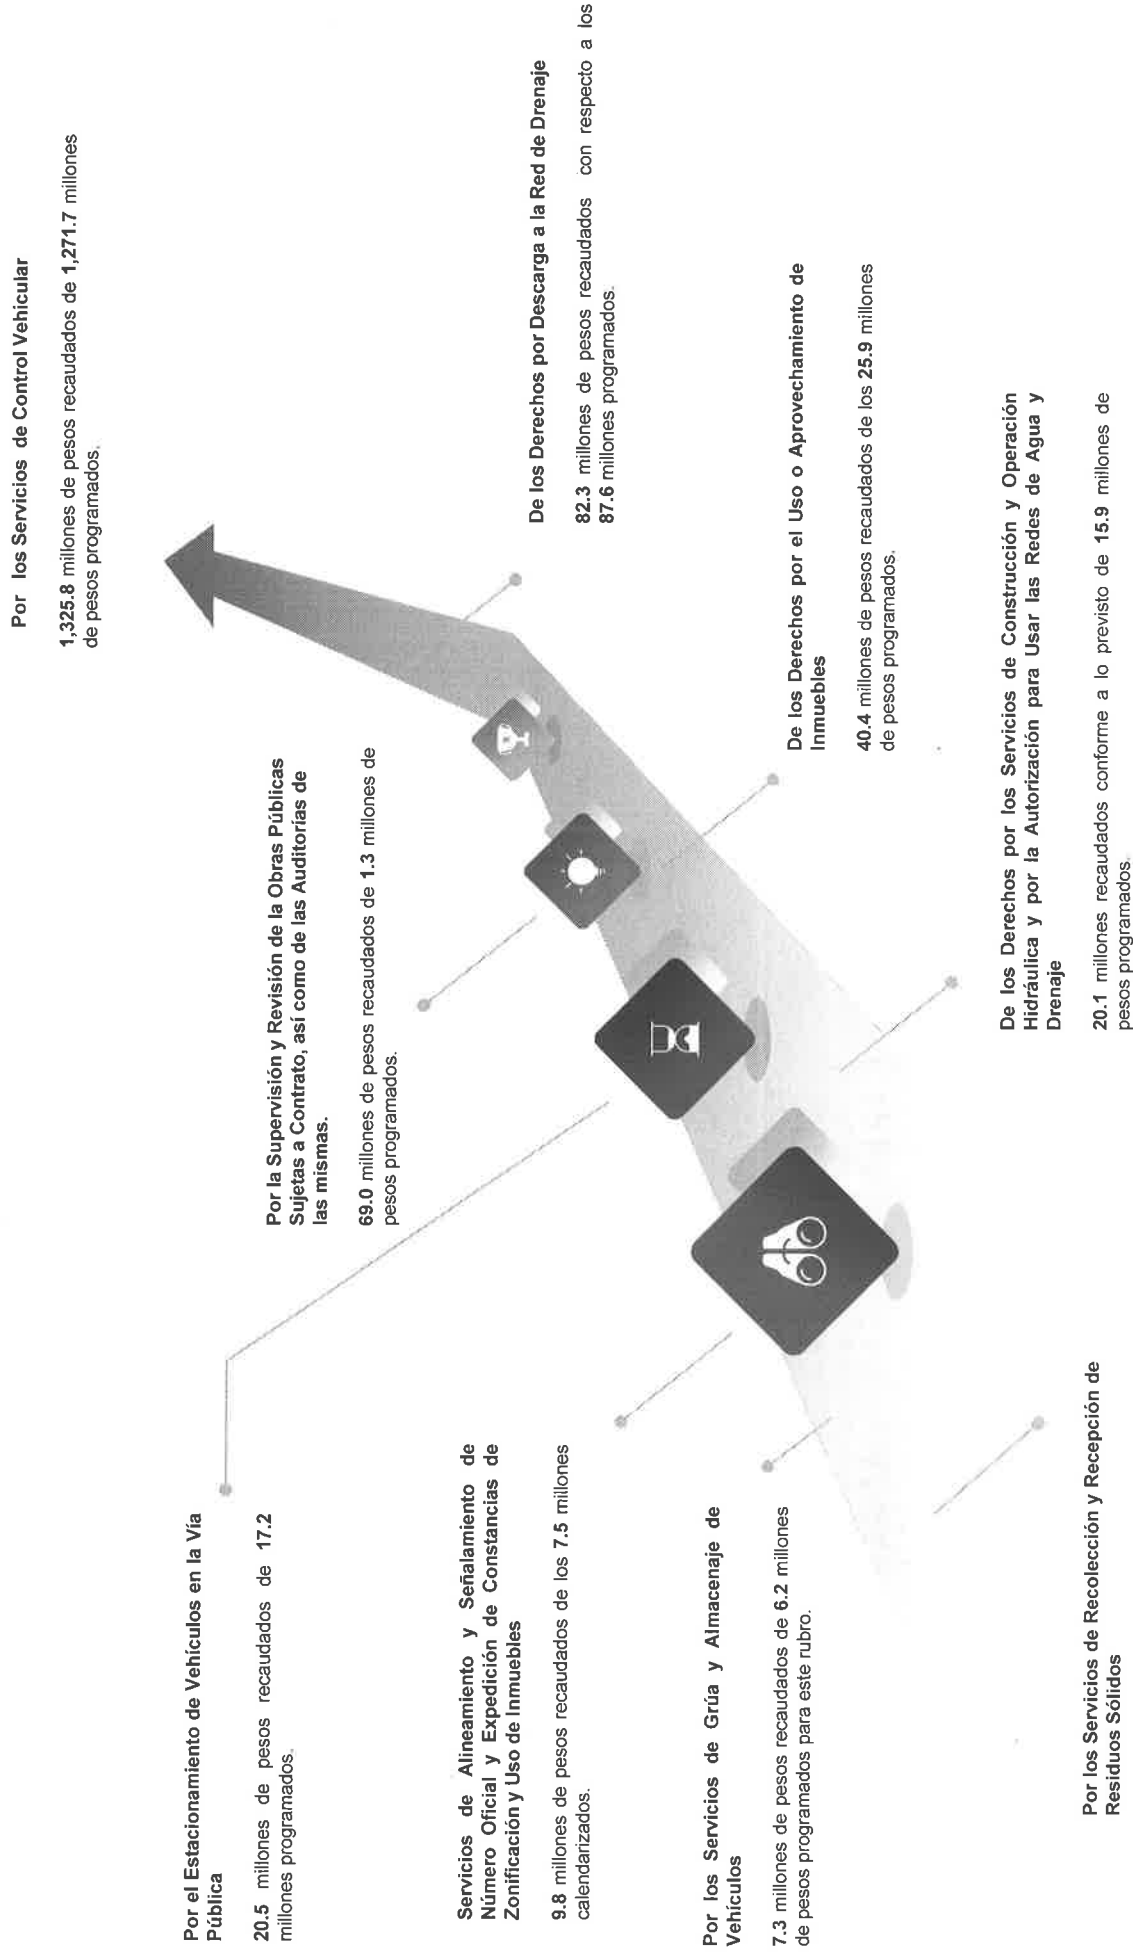 Por los Servicios de Control Vehicular
1,325.8 millones de pesos recaudados de 1,271.7 millones
de pesos programados.
Por el Estacionamiento de Vehículos en la Vía
Pública
20.5 millones de pesos recaudados de 17.2
millones programados.
Por la Supervisión y Revisión de la Obras Públicas
Sujetas a Contrato, así como de las Auditorías de
las mismas.
69.0 millones de pesos recaudados de 1.3 millones de
pesos programados.
De los Derechos por Descarga a la Red de Drenaje
82.3 millones de pesos recaudados con respecto a los
87.6 millones programados.
Servicios de Alineamiento y Señalamiento de
Número Oficial y Expedición de Constancias de
Zonificación y Uso de Inmuebles
9.8 millones de pesos recaudados de los 7.5 millones
calendarizados.
De los Derechos por el Uso o Aprovechamiento de
Inmuebles
40.4 millones de pesos recaudados de los 25.9 millones
de pesos programados.
Por los Servicios de Grúa y Almacenaje de
Vehículos
7.3 millones de pesos recaudados de 6.2 millones
de pesos programados para este rubro.
De los Derechos por los Servicios de Construcción y Operación
Hidráulica y por la Autorización para Usar las Redes de Agua y
Drenaje
20.1 millones recaudados conforme a lo previsto de 15.9 millones de
pesos programados.
Por los Servicios de Recolección y Recepción de
Residuos Sólidos